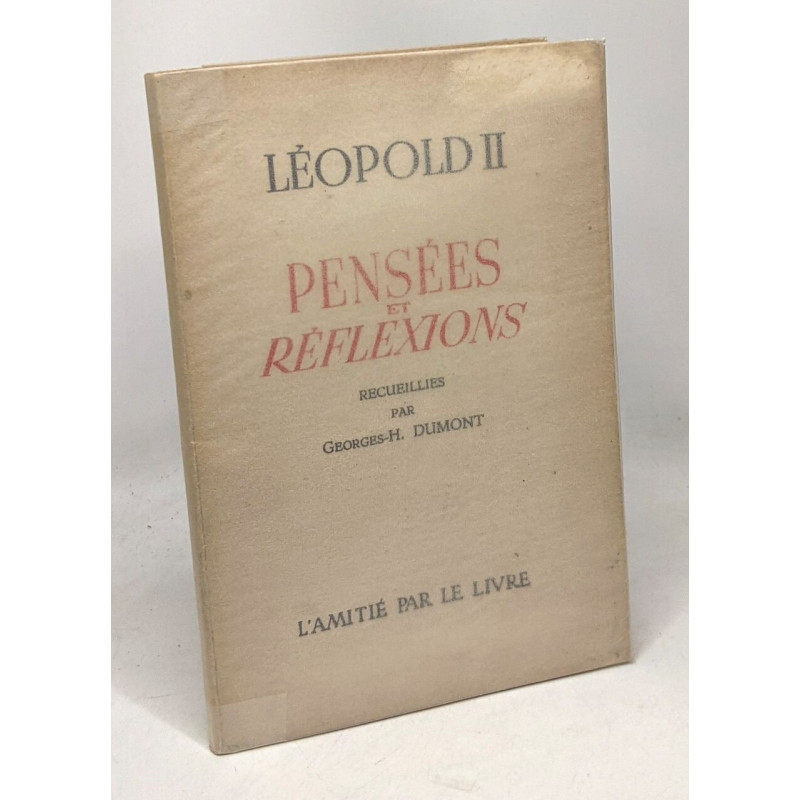 LÉOPOLD II
PENSÉES
ET
RÉFLEXIONS
RECUEILLIES
PAR
GEORGES-H. DUMONT
L'AMITIÉ PAR LE LIVRE